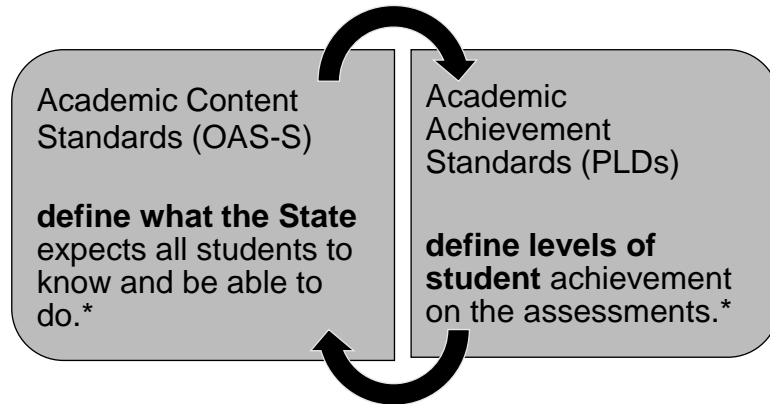 Academic Content
Standards (OAS-S)
define what the State
expects all students to
know and be able to
do.*
Academic
Achievement
Standards (PLDs)
define levels of
student achievement
on the assessments.*